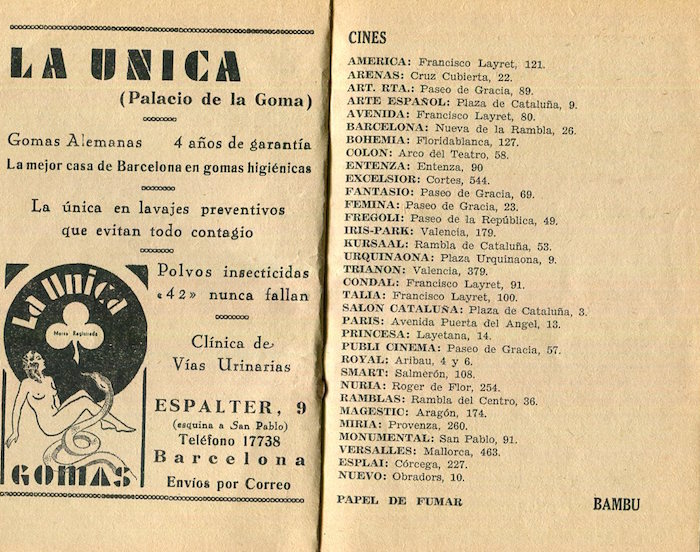 LA UNICA
(Palacio de la Goma)
Gomas Alemanas 4 años de garantía
La mejor casa de Barcelona en gomas higiénicas
La única en lavajes preventivos
que evitan todo contagio
La Unica
Marca Registrada
GOMAS
Polvos insecticidas
«42» nunca fallan
Clínica de
Vías Urinarias
ESPALTER, 9
(esquina a San Pablo)
Teléfono 17738
Barcelona
Envíos por Correo
CINES
AMERICA: Francisco Layret, 121.
ARENAS: Cruz Cubierta, 22.
ART. RTA.: Paseo de Gracia, 89.
ARTE ESPAÑOL: Plaza de Cataluña, 9.
AVENIDA: Francisco Layret, 80.
BARCELONA: Nueva de la Rambla, 26.
BOHEMIA: Floridablanca, 127.
COLON: Arco del Teatro, 58.
ENTENZA: Entenza, 90
EXCELSIOR: Cortes, 544.
FANTASIO: Paseo de Gracia, 69.
FEMINA: Paseo de Gracia, 23.
FREGOLI: Paseo de la República, 49.
IRIS-PARK: Valencia, 179.
KURSAAL: Rambla de Cataluña, 53.
URQUINAONA: Plaza Urquinaona, 9.
TRIANON: Valencia, 379.
CONDAL: Francisco Layret, 91.
TALIA: Francisco Layret, 100.
SALON CATALUÑA: Plaza de Cataluña, 3.
PARIS: Avenida Puerta del Angel, 13.
PRINCESA: Layetana, 14.
PUBLI CINEMA: Paseo de Gracia, 57.
ROYAL: Aribau, 4 y 6.
SMART: Salmerón, 108.
NURIA: Roger de Flor, 254.
RAMBLAS: Rambla del Centro, 36.
MAGESTIC: Aragón, 174.
MIRIA: Provenza, 260.
MONUMENTAL: San Pablo, 91.
VERSALLES: Mallorca, 463.
ESPLAI: Córcega, 227.
NUEVO: Obradors, 10.
PAPEL DE FUMAR BAMBU